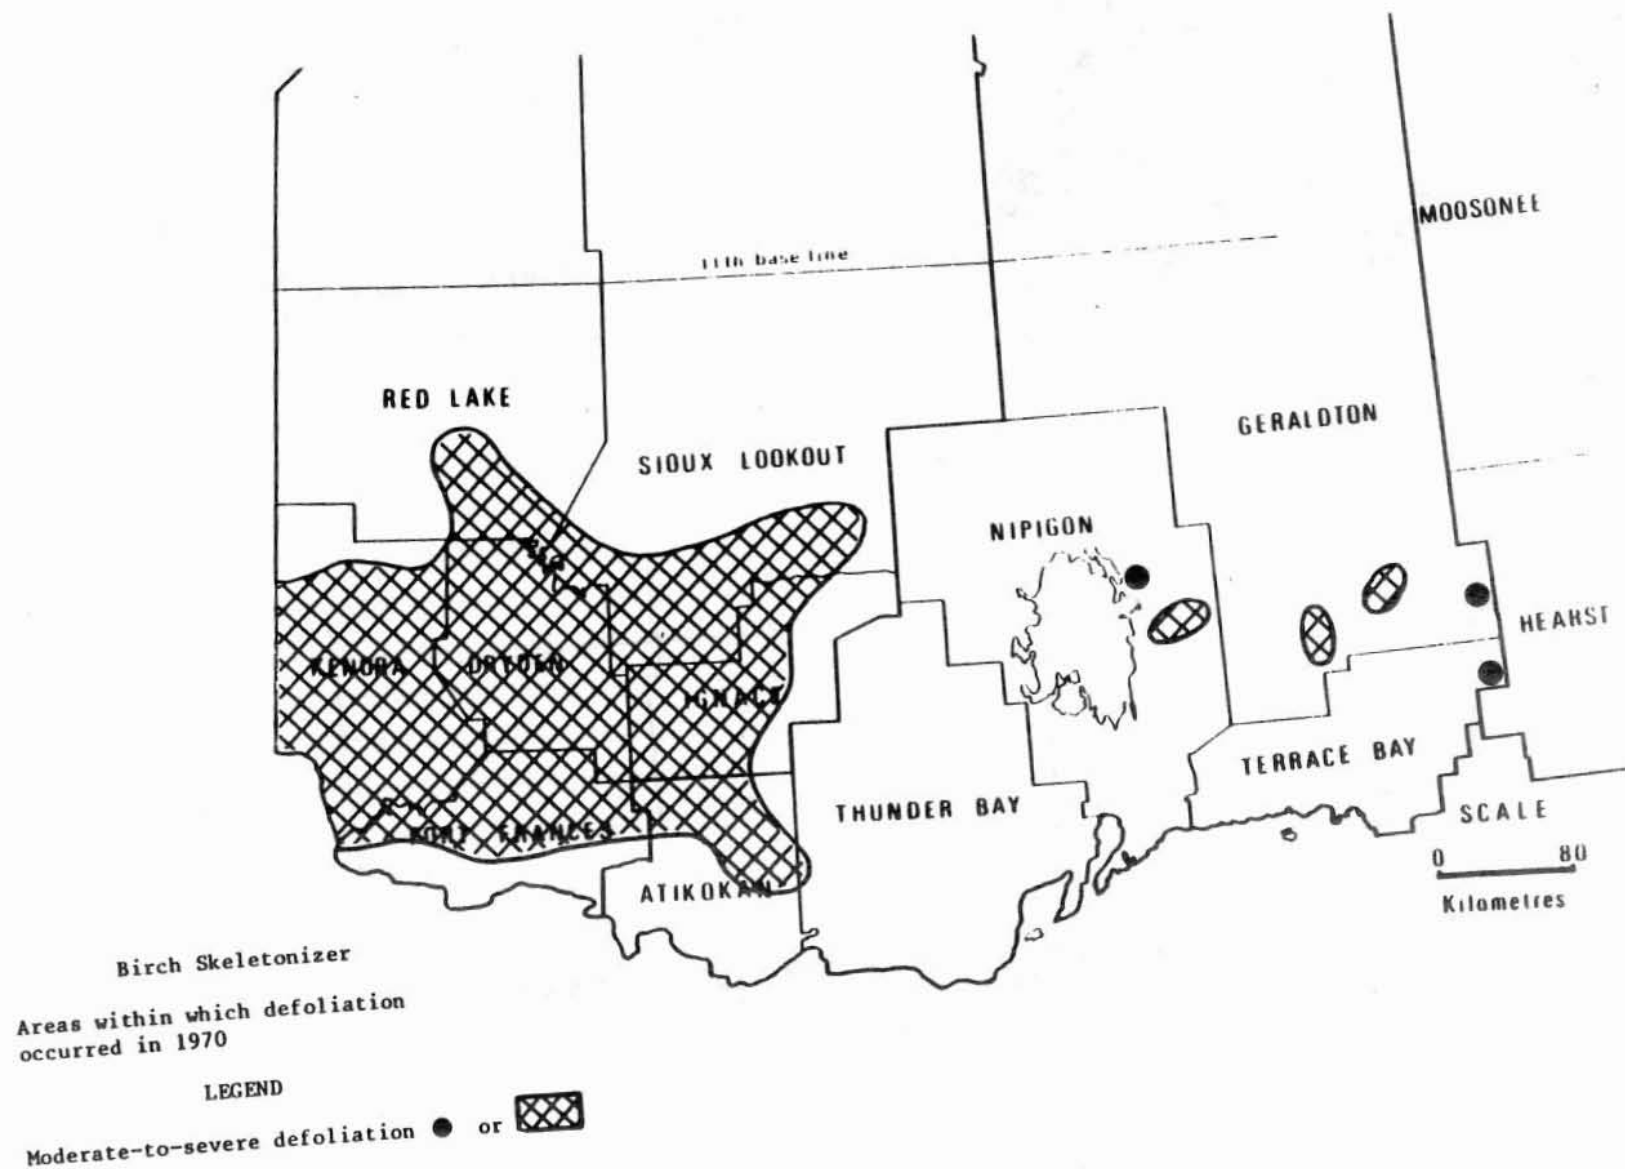 MOOSONEE
11th base line
RED LAKE
GERALDTON
SIOUX LOOKOUT
NIPIGON
HEARST
KENORA
DRYDEN
IGNACE
TERRACE BAY
THUNDER BAY
SCALE
FORT FRANCES
0 80
ATIKOKAN
Kilometres
Birch Skeletonizer
Areas within which defoliation
occurred in 1970
LEGEND
Moderate-to-severe defoliation or